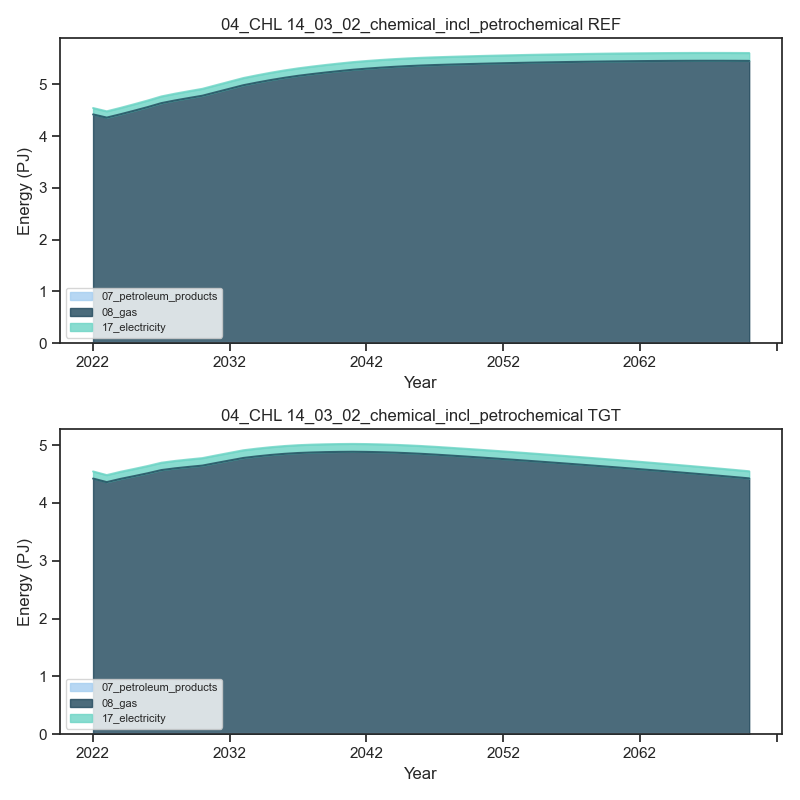 04_CHL 14_03_02_chemical_incl_petrochemical REF
Energy (PJ)
5
4
3
2
1
0
07_petroleum_products
08_gas
17_electricity
2022 2032 2042 2052 2062
Year
04_CHL 14_03_02_chemical_incl_petrochemical TGT
Energy (PJ)
5
4
3
2
1
0
07_petroleum_products
08_gas
17_electricity
2022 2032 2042 2052 2062
Year